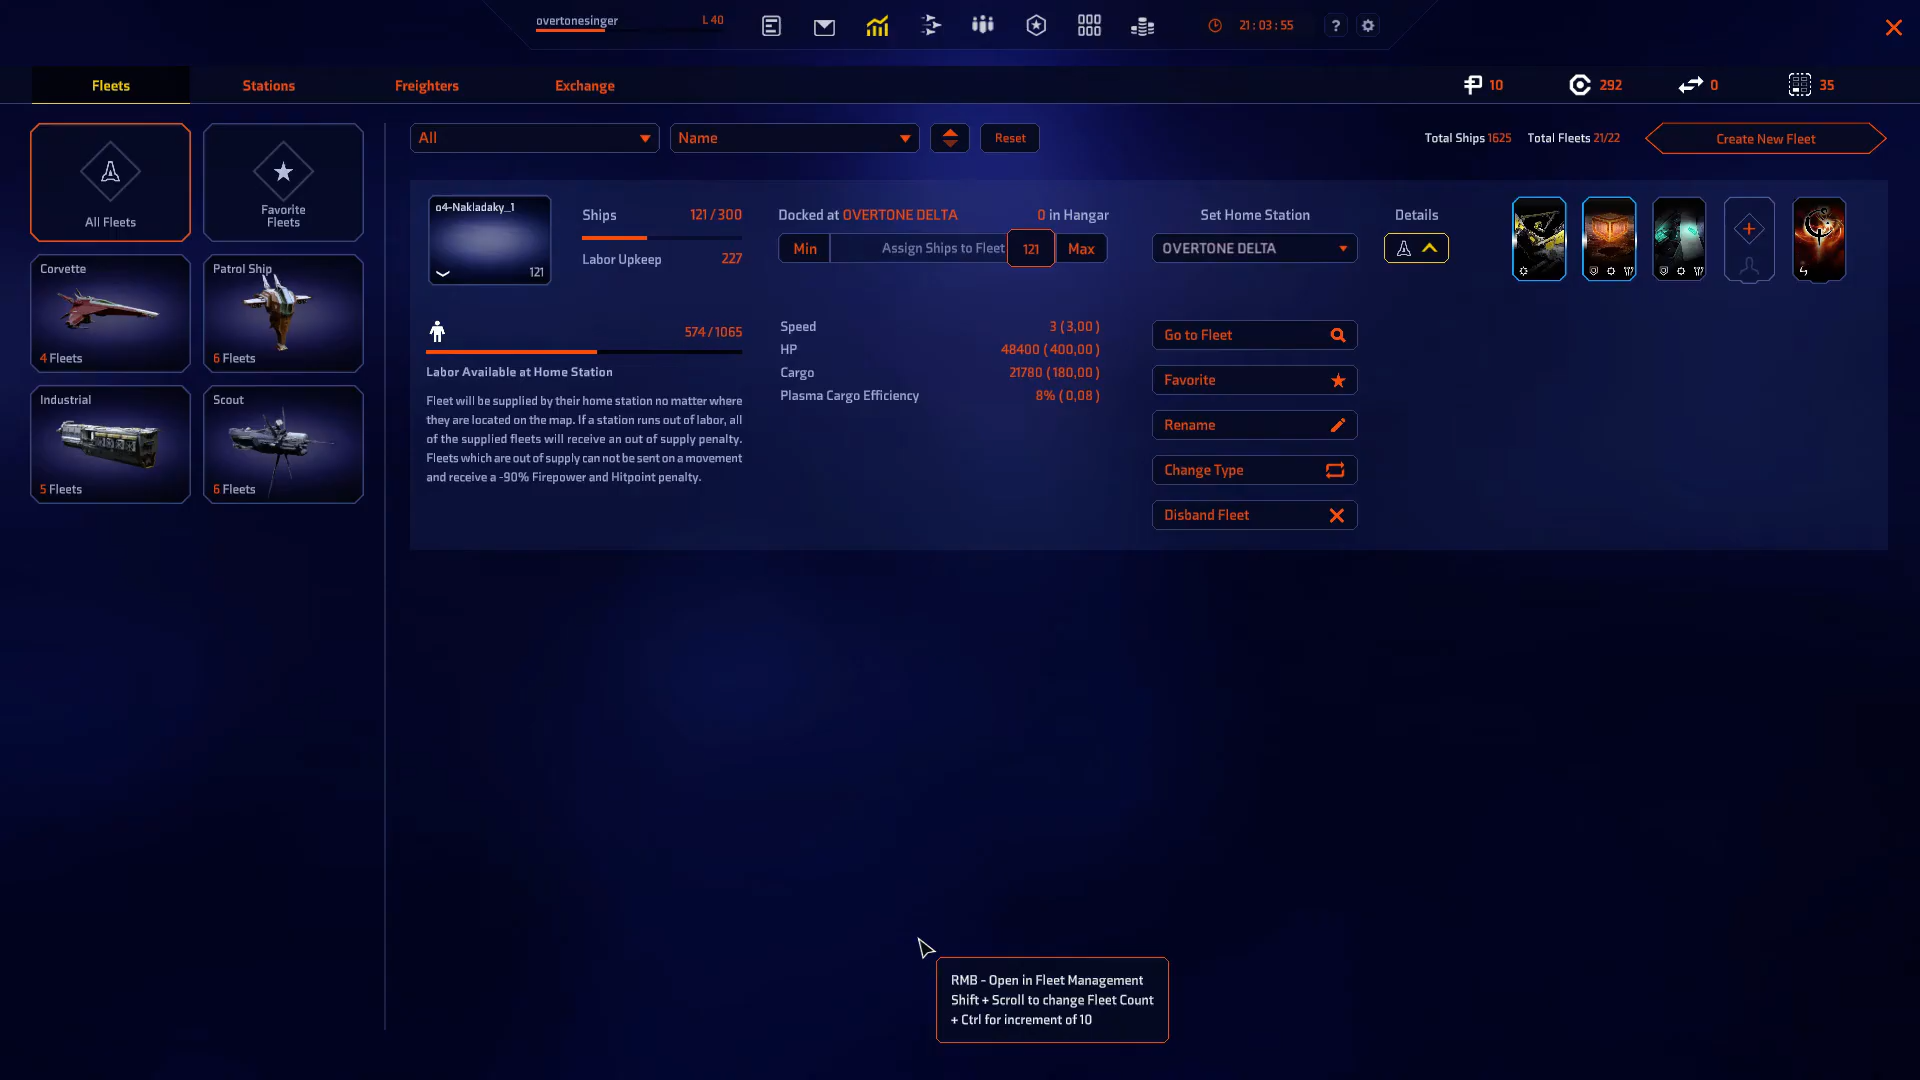 overtonesinger
L 40
21 : 03 : 55
?
Fleets
Stations
Freighters
Exchange
10
292
0
35
All Fleets
Favorite
Fleets
Corvette
4 Fleets
Patrol Ship
6 Fleets
Industrial
5 Fleets
Scout
6 Fleets
All
Name
Reset
Total Ships 1625
Total Fleets 21/22
Create New Fleet
o4-Nakladaky_1
121
Ships 121 / 300
Labor Upkeep 227
Docked at OVERTONE DELTA
0 in Hangar
Min
Assign Ships to Fleet
121
Max
Set Home Station
OVERTONE DELTA
Details
574 / 1065
Labor Available at Home Station
Fleet will be supplied by their home station no matter where
they are located on the map. If a station runs out of labor, all
of the supplied fleets will receive an out of supply penalty.
Fleets which are out of supply can not be sent on a movement
and receive a -90% Firepower and Hitpoint penalty.
Speed 3 ( 3,00 )
HP 48400 ( 400,00 )
Cargo 21780 ( 180,00 )
Plasma Cargo Efficiency 8% ( 0,08 )
Go to Fleet
Favorite
Rename
Change Type
Disband Fleet
RMB - Open in Fleet Management
Shift + Scroll to change Fleet Count
+ Ctrl for increment of 10